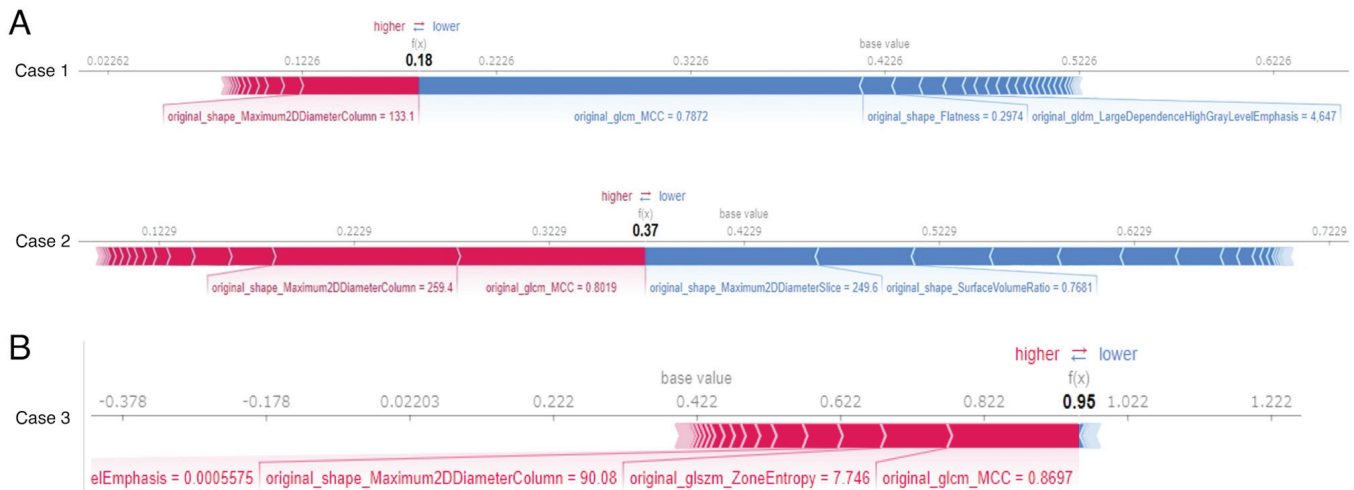 A
higher ⇄ lower
f(x)
base value
0.02262 0.1226 0.18 0.2226 0.3226 0.4226 0.5226 0.6226
Case 1
original_shape_Maximum2DDiameterColumn = 133.1 original_glcm_MCC = 0.7872 original_shape_Flatness = 0.2974 original_gldm_LargeDependenceHighGrayLevelEmphasis = 4,647
higher ⇄ lower
f(x) base value
0.1229 0.2229 0.3229 0.37 0.4229 0.5229 0.6229 0.7229
Case 2
original_shape_Maximum2DDiameterColumn = 259.4 original_glcm_MCC = 0.8019 original_shape_Maximum2DDiameterSlice = 249.6 original_shape_SurfaceVolumeRatio = 0.7681
B
higher ⇄ lower
base value f(x)
-0.378 -0.178 0.02203 0.222 0.422 0.622 0.822 0.95 1.022 1.222
Case 3
elEmphasis = 0.0005575 original_shape_Maximum2DDiameterColumn = 90.08 original_glszm_ZoneEntropy = 7.746 original_glcm_MCC = 0.8697